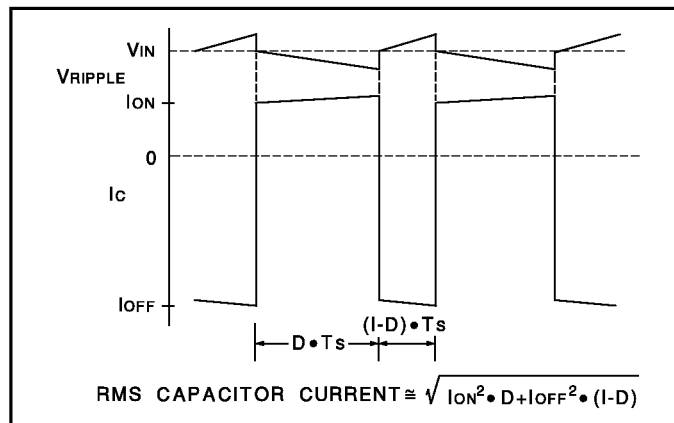 VIN
VRIPPLE
ION
0
IC
IOFF
(I-D)•TS
D•TS
RMS CAPACITOR CURRENT ≅ √ION²•D+IOFF²•(I-D)